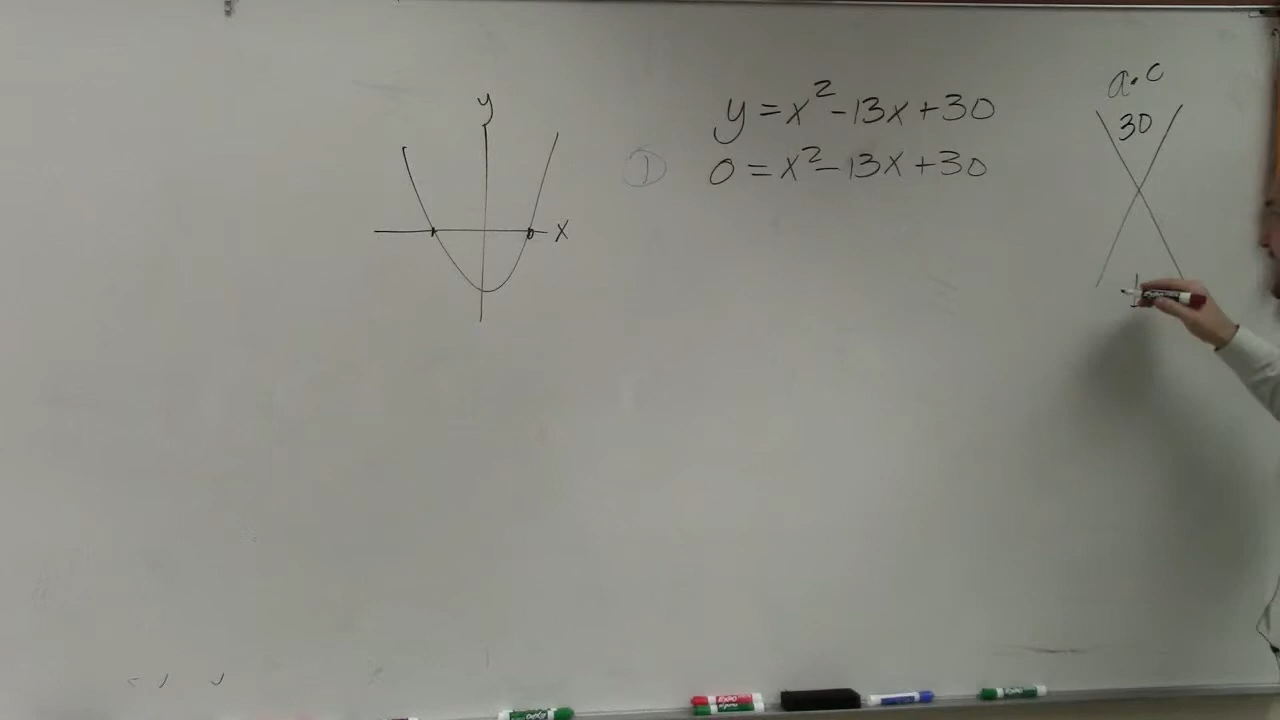 y
x
y = x² - 13x + 30
① 0 = x² - 13x + 30
a·c
30
EXPO
EXPO